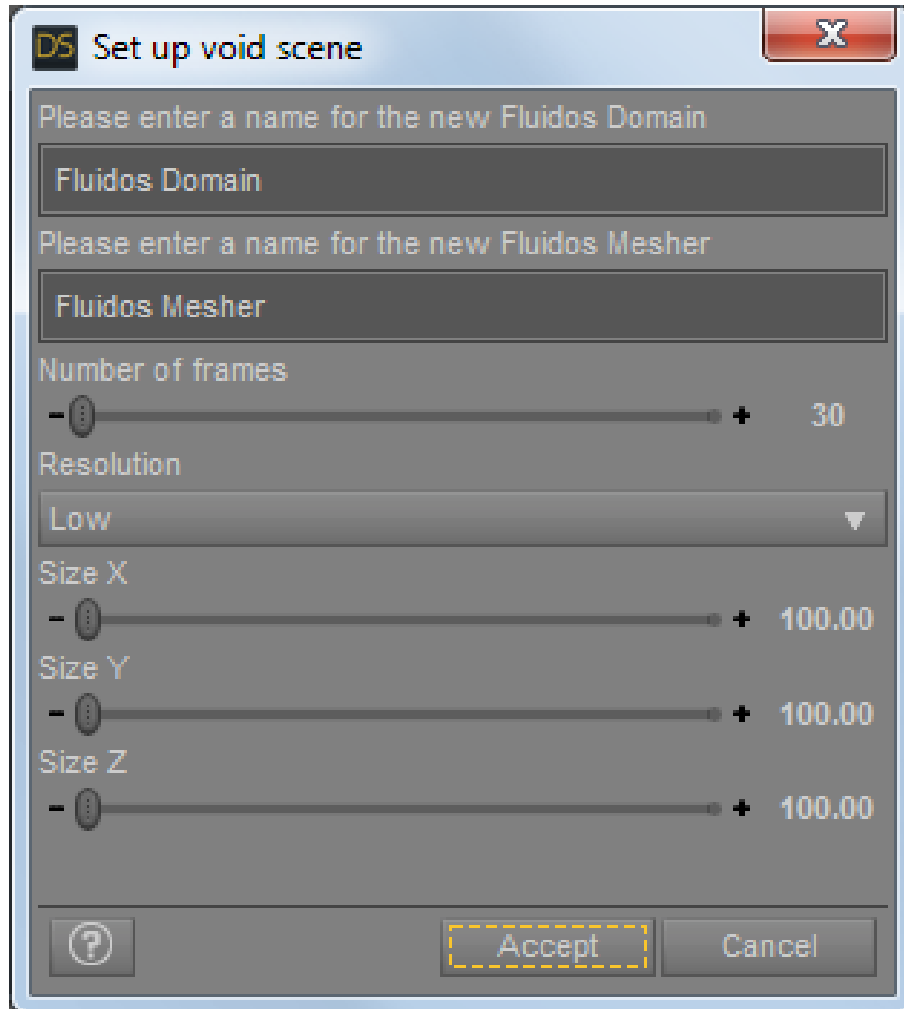 DS Set up void scene
Please enter a name for the new Fluidos Domain
Fluidos Domain
Please enter a name for the new Fluidos Mesher
Fluidos Mesher
Number of frames
- + 30
Resolution
Low
Size X
- + 100.00
Size Y
- + 100.00
Size Z
- + 100.00
? Accept Cancel